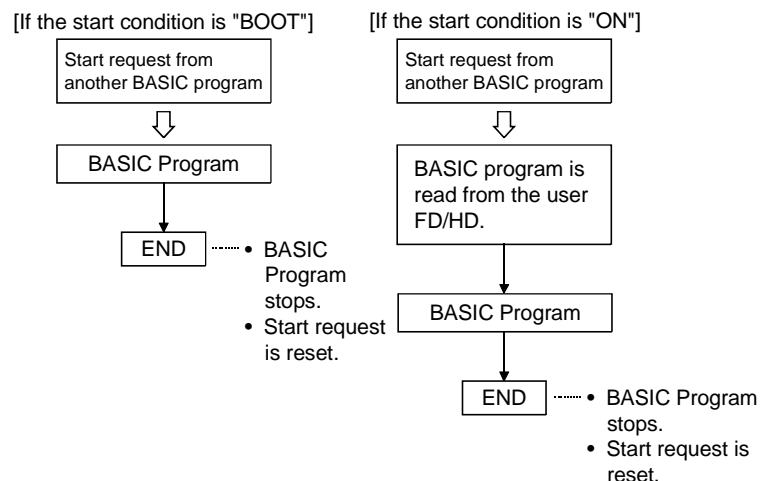 [If the start condition is "BOOT"]
Start request from
another BASIC program
BASIC Program
END
• BASIC
Program
stops.
• Start request
is reset.
[If the start condition is "ON"]
Start request from
another BASIC program
BASIC program is
read from the user
FD/HD.
BASIC Program
END
• BASIC Program
stops.
• Start request is
reset.